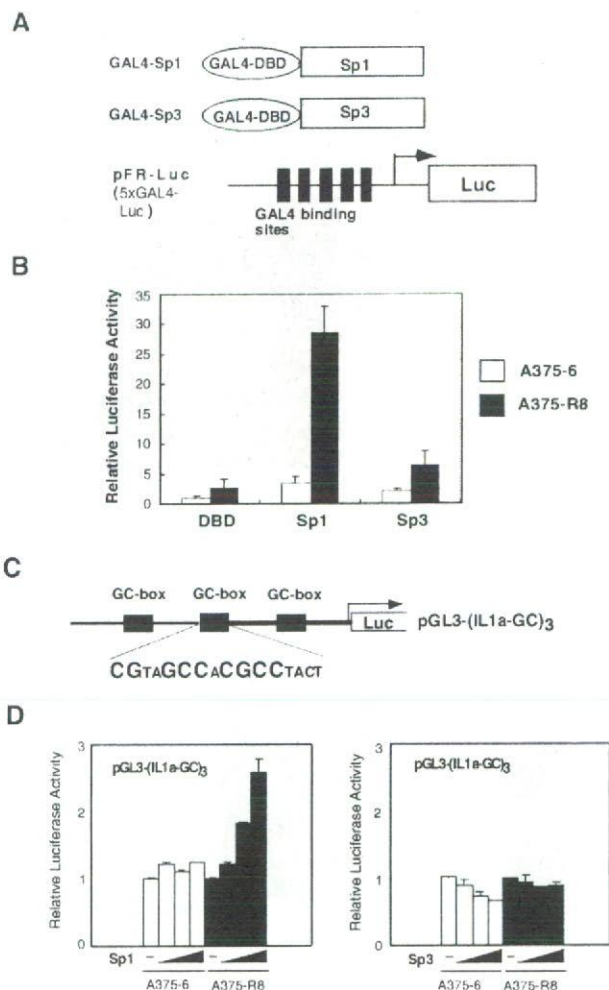 A
GAL4-Sp1
GAL4-DBD
Sp1
GAL4-Sp3
GAL4-DBD
Sp3
pFR-Luc
(5xGAL4-
Luc)
Luc
GAL4 binding
sites
B
Relative Luciferase Activity
35
30
25
20
15
10
5
0
DBD
Sp1
Sp3
A375-6
A375-R8
C
GC-box
GC-box
GC-box
Luc
pGL3-(IL1a-GC)3
CGTAGCCACGCCTACT
D
Relative Luciferase Activity
3
2
1
0
pGL3-(IL1a-GC)3
Sp1
–
–
A375-6
A375-R8
Relative Luciferase Activity
3
2
1
0
pGL3-(IL1a-GC)3
Sp3
–
–
A375-6
A375-R8